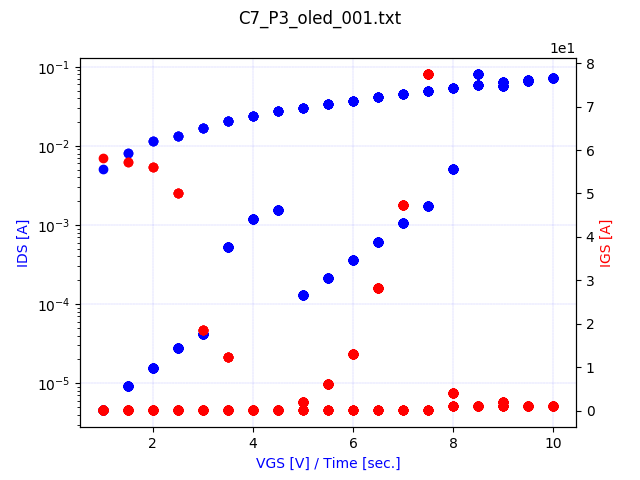 C7_P3_oled_001.txt
1e1
10⁻¹
10⁻²
10⁻³
10⁻⁴
10⁻⁵
IDS [A]
8
7
6
5
4
3
2
1
0
IGS [A]
2 4 6 8 10
VGS [V] / Time [sec.]